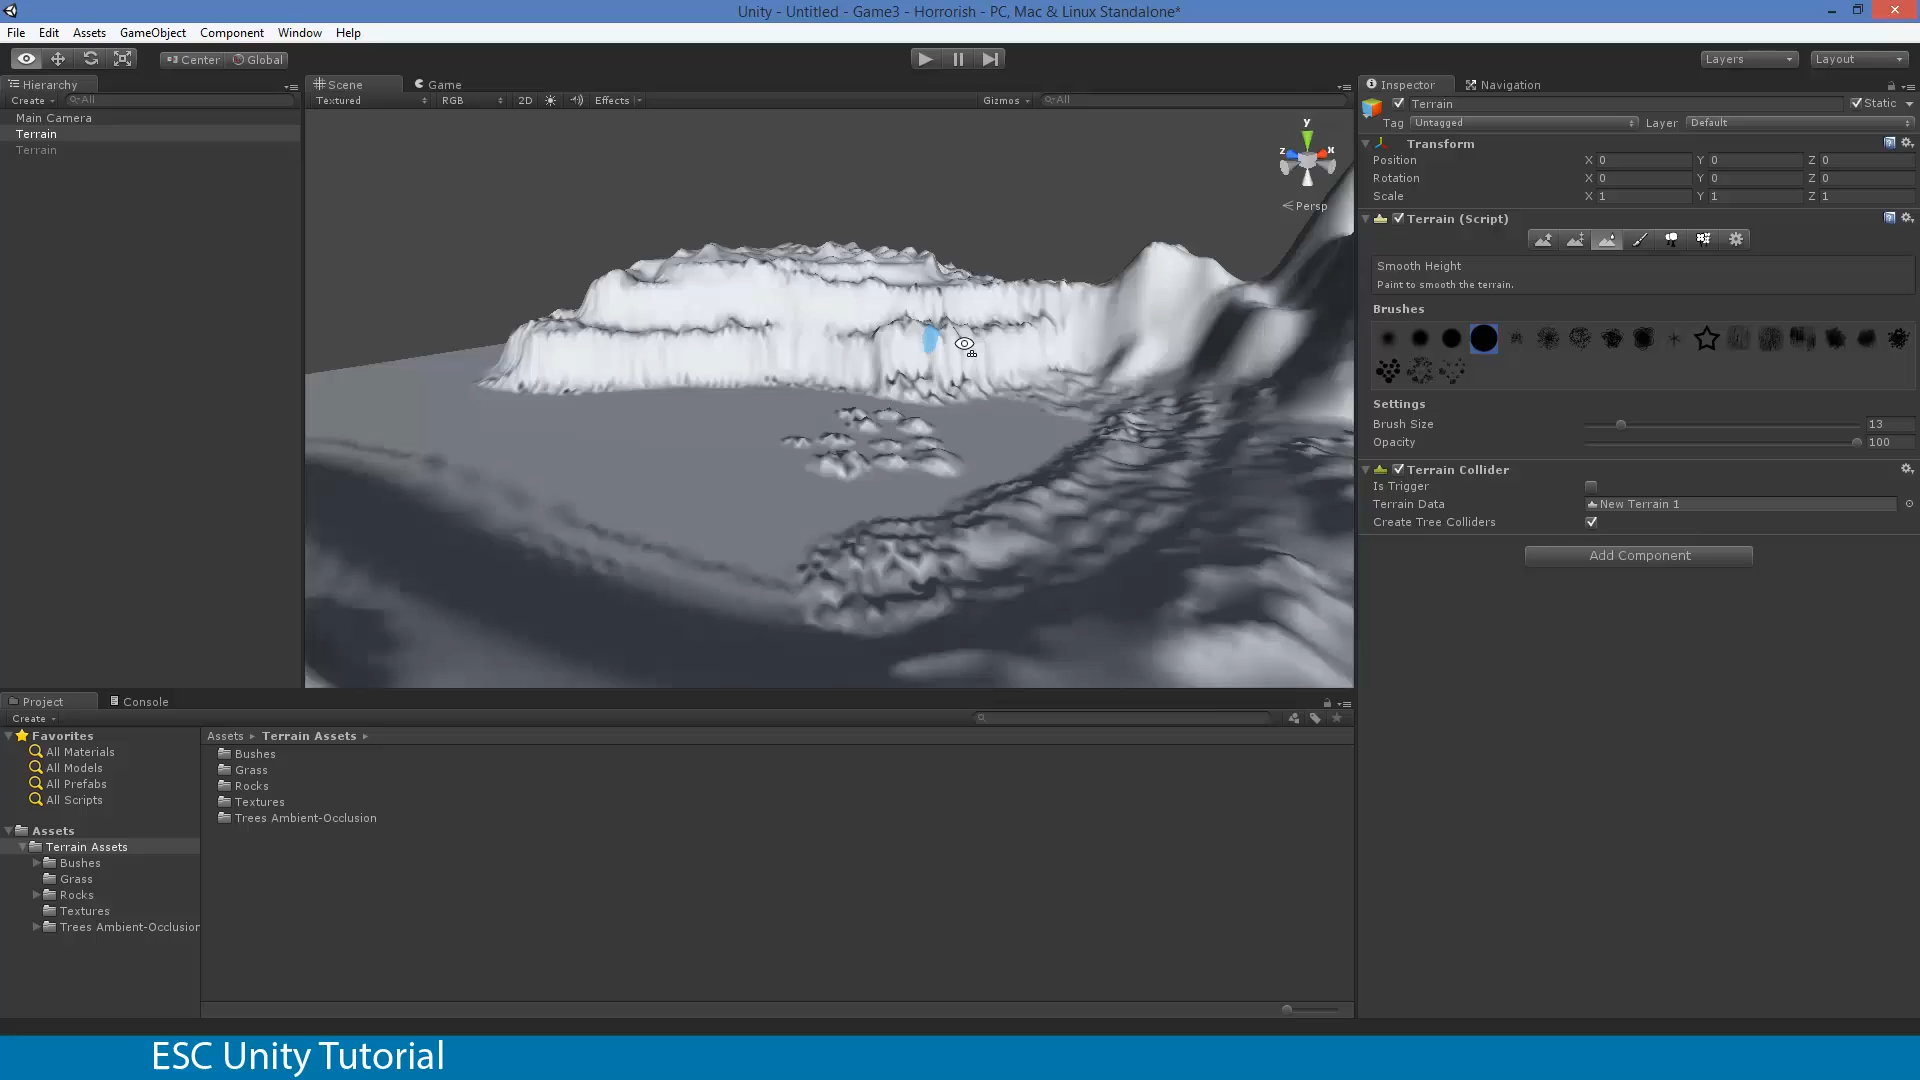 Unity - Untitled - Game3 - Horrorish - PC, Mac & Linux Standalone*
File Edit Assets GameObject Component Window Help
Center Global Layers Layout
Hierarchy Scene Game Inspector Navigation
Create All Textured RGB 2D Effects Gizmos All Terrain Static
Main Camera Tag Untagged Layer Default
Terrain
Terrain
y
z x
Persp
Transform
Position X 0 Y 0 Z 0
Rotation X 0 Y 0 Z 0
Scale X 1 Y 1 Z 1
Terrain (Script)
Smooth Height
Paint to smooth the terrain.
Brushes
Settings
Brush Size 13
Opacity 100
Terrain Collider
Is Trigger
Terrain Data New Terrain 1
Create Tree Colliders
Add Component
Project Console
Create
Favorites
All Materials
All Models
All Prefabs
All Scripts
Assets
Terrain Assets
Bushes
Grass
Rocks
Textures
Trees Ambient-Occlusion
Assets Terrain Assets
Bushes
Grass
Rocks
Textures
Trees Ambient-Occlusion
ESC Unity Tutorial